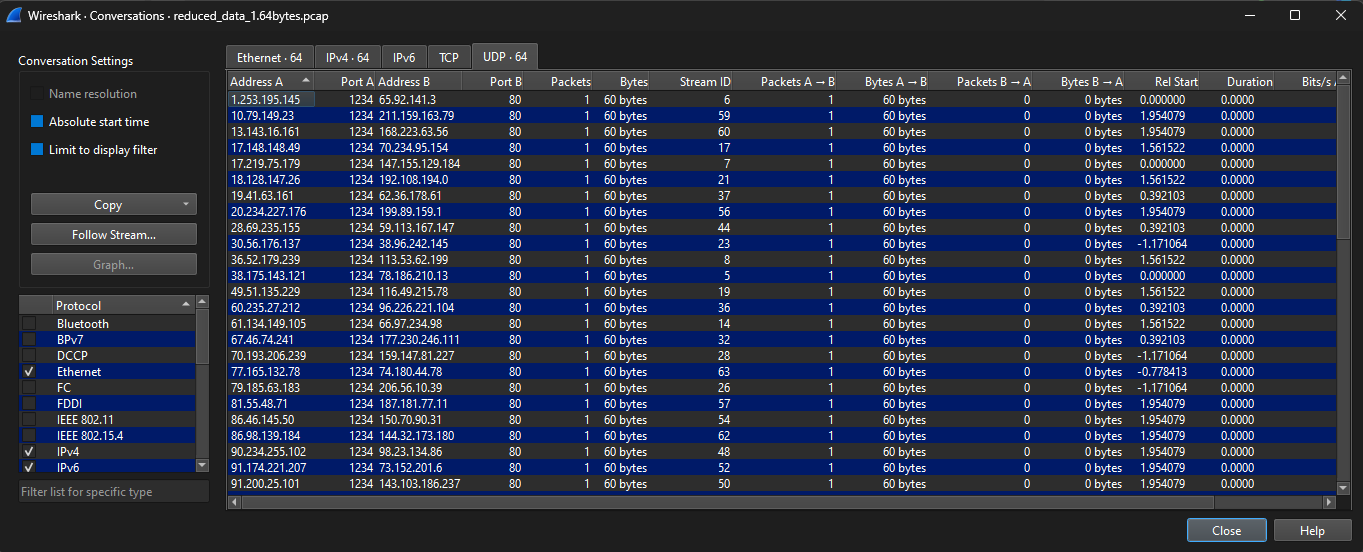 Wireshark · Conversations · reduced_data_1.64bytes.pcap
Conversation Settings
Name resolution
Absolute start time
Limit to display filter
Copy
Follow Stream...
Graph...
Protocol
Bluetooth
BPv7
DCCP
Ethernet
FC
FDDI
IEEE 802.11
IEEE 802.15.4
IPv4
IPv6
Filter list for specific type
Ethernet · 64 IPv4 · 64 IPv6 TCP UDP · 64
Address A Port A Address B Port B Packets Bytes Stream ID Packets A → B Bytes A → B Packets B → A Bytes B → A Rel Start Duration Bits/s
1.253.195.145 1234 65.92.141.3 80 1 60 bytes 6 1 60 bytes 0 0 bytes 0.000000 0.0000
10.79.149.23 1234 211.159.163.79 80 1 60 bytes 59 1 60 bytes 0 0 bytes 1.954079 0.0000
13.143.16.161 1234 168.223.63.56 80 1 60 bytes 60 1 60 bytes 0 0 bytes 1.954079 0.0000
17.148.148.49 1234 70.234.95.154 80 1 60 bytes 17 1 60 bytes 0 0 bytes 1.561522 0.0000
17.219.75.179 1234 147.155.129.184 80 1 60 bytes 7 1 60 bytes 0 0 bytes 0.000000 0.0000
18.128.147.26 1234 192.108.194.0 80 1 60 bytes 21 1 60 bytes 0 0 bytes 1.561522 0.0000
19.41.63.161 1234 62.36.178.61 80 1 60 bytes 37 1 60 bytes 0 0 bytes 0.392103 0.0000
20.234.227.176 1234 199.89.159.1 80 1 60 bytes 56 1 60 bytes 0 0 bytes 1.954079 0.0000
28.69.235.155 1234 59.113.167.147 80 1 60 bytes 44 1 60 bytes 0 0 bytes 0.392103 0.0000
30.56.176.137 1234 38.96.242.145 80 1 60 bytes 23 1 60 bytes 0 0 bytes -1.171064 0.0000
36.52.179.239 1234 113.53.62.199 80 1 60 bytes 8 1 60 bytes 0 0 bytes 1.561522 0.0000
38.175.143.121 1234 78.186.210.13 80 1 60 bytes 5 1 60 bytes 0 0 bytes 0.000000 0.0000
49.51.135.229 1234 116.49.215.78 80 1 60 bytes 19 1 60 bytes 0 0 bytes 1.561522 0.0000
60.235.27.212 1234 96.226.221.104 80 1 60 bytes 36 1 60 bytes 0 0 bytes 0.392103 0.0000
61.134.149.105 1234 66.97.234.98 80 1 60 bytes 14 1 60 bytes 0 0 bytes 1.561522 0.0000
67.46.74.241 1234 177.230.246.111 80 1 60 bytes 32 1 60 bytes 0 0 bytes 0.392103 0.0000
70.193.206.239 1234 159.147.81.227 80 1 60 bytes 28 1 60 bytes 0 0 bytes -1.171064 0.0000
77.165.132.78 1234 74.180.44.78 80 1 60 bytes 63 1 60 bytes 0 0 bytes -0.778413 0.0000
79.185.63.183 1234 206.56.10.39 80 1 60 bytes 26 1 60 bytes 0 0 bytes -1.171064 0.0000
81.55.48.71 1234 187.181.77.11 80 1 60 bytes 57 1 60 bytes 0 0 bytes 1.954079 0.0000
86.46.145.50 1234 150.70.90.31 80 1 60 bytes 54 1 60 bytes 0 0 bytes 1.954079 0.0000
86.98.139.184 1234 144.32.173.180 80 1 60 bytes 62 1 60 bytes 0 0 bytes 1.954079 0.0000
90.234.255.102 1234 98.23.134.86 80 1 60 bytes 48 1 60 bytes 0 0 bytes 1.954079 0.0000
91.174.221.207 1234 73.152.201.6 80 1 60 bytes 52 1 60 bytes 0 0 bytes 1.954079 0.0000
91.200.25.101 1234 143.103.186.237 80 1 60 bytes 50 1 60 bytes 0 0 bytes 1.954079 0.0000
Close Help